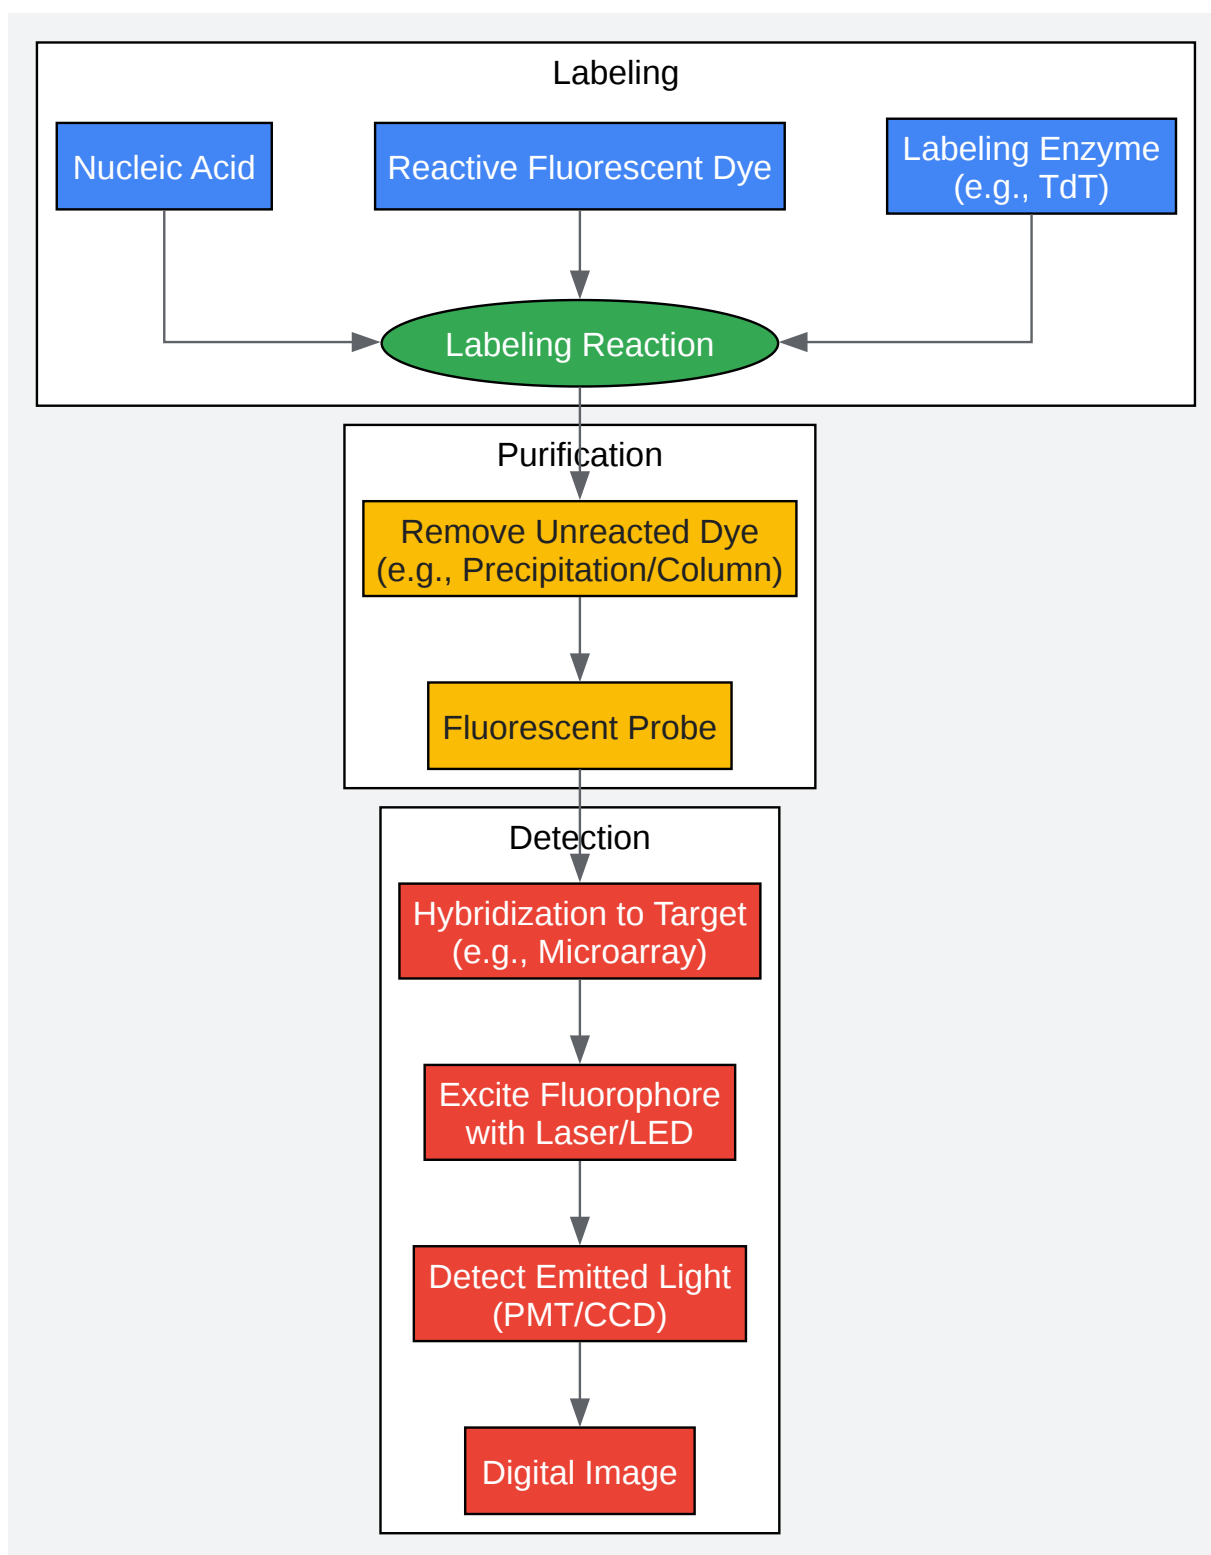 Labeling
Nucleic Acid
Reactive Fluorescent Dye
Labeling Enzyme
(e.g., TdT)
Labeling Reaction
Purification
Remove Unreacted Dye
(e.g., Precipitation/Column)
Fluorescent Probe
Detection
Hybridization to Target
(e.g., Microarray)
Excite Fluorophore
with Laser/LED
Detect Emitted Light
(PMT/CCD)
Digital Image